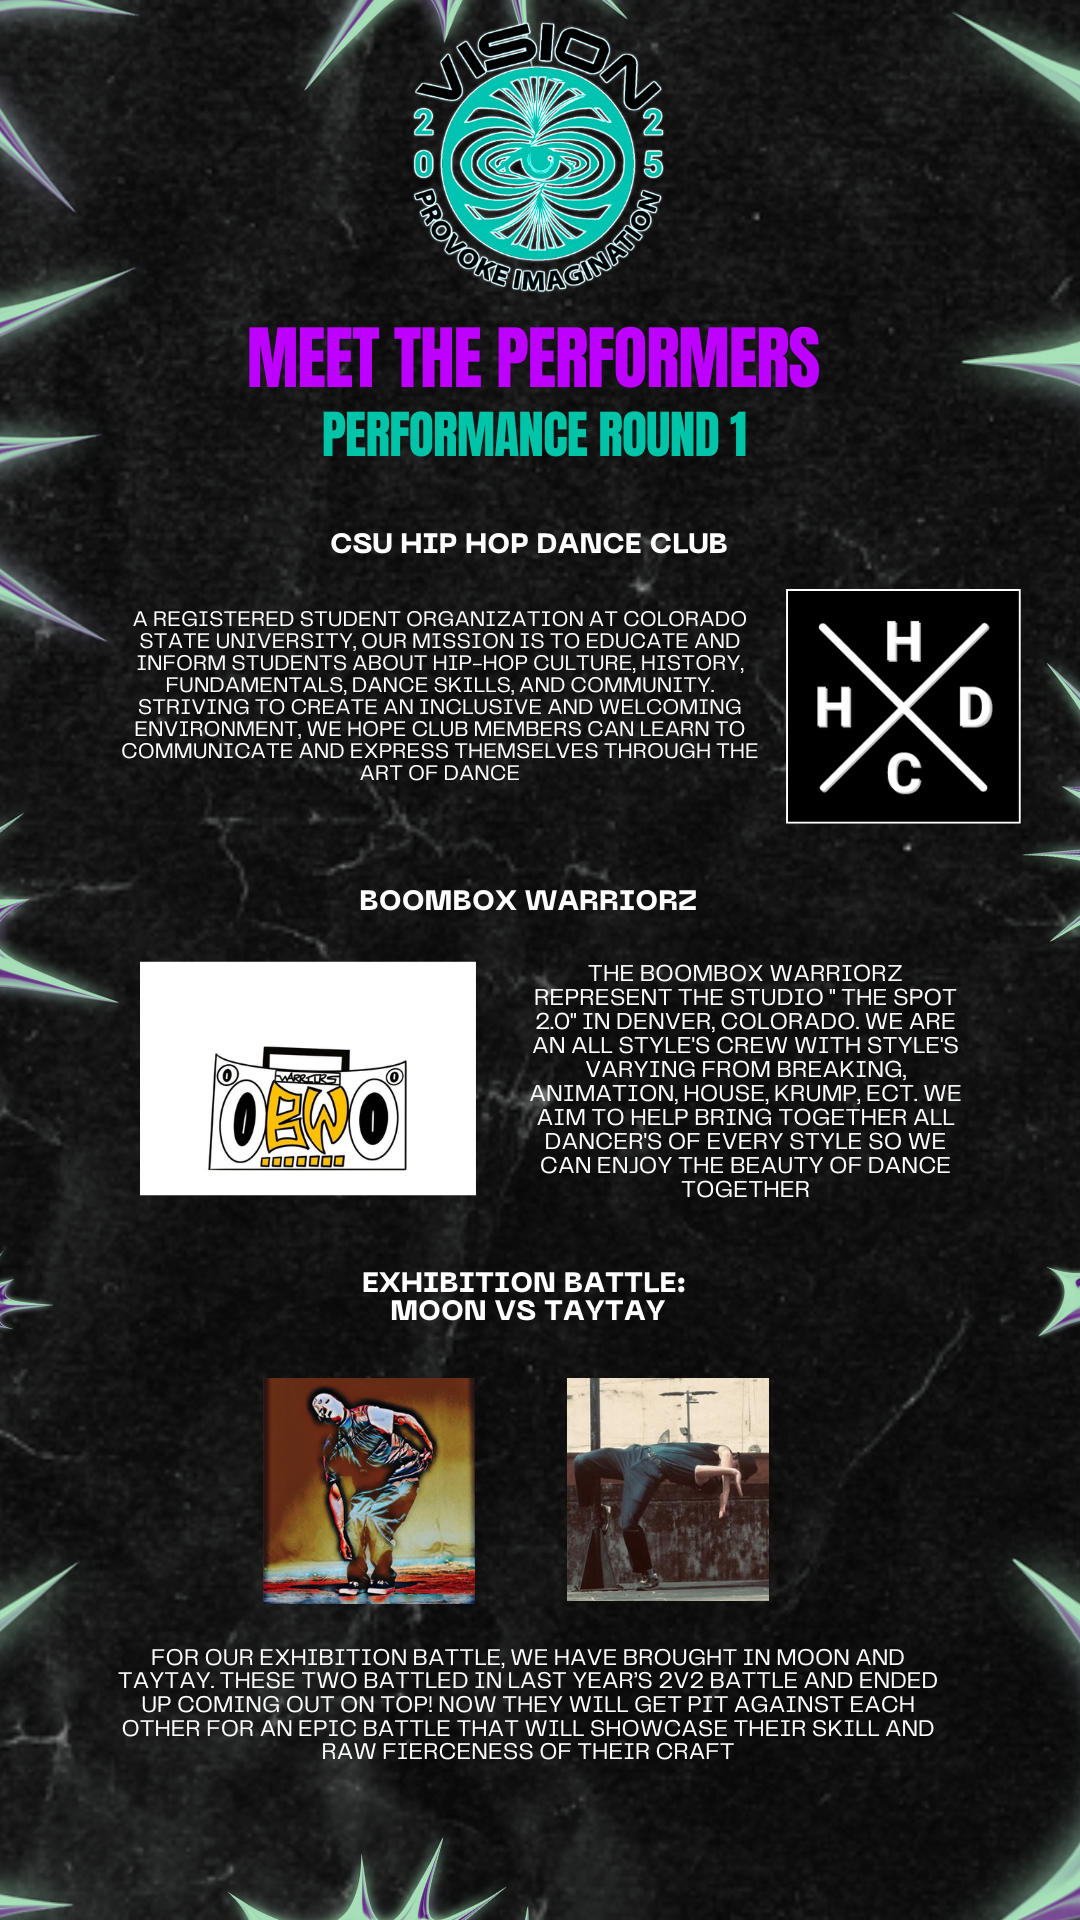 VISION
20 25
PROVOKE IMAGINATION
MEET THE PERFORMERS
PERFORMANCE ROUND 1
CSU HIP HOP DANCE CLUB
A REGISTERED STUDENT ORGANIZATION AT COLORADO
STATE UNIVERSITY, OUR MISSION IS TO EDUCATE AND
INFORM STUDENTS ABOUT HIP-HOP CULTURE, HISTORY,
FUNDAMENTALS, DANCE SKILLS, AND COMMUNITY.
STRIVING TO CREATE AN INCLUSIVE AND WELCOMING
ENVIRONMENT, WE HOPE CLUB MEMBERS CAN LEARN TO
COMMUNICATE AND EXPRESS THEMSELVES THROUGH THE
ART OF DANCE
H
H D
C
BOOMBOX WARRIORZ
WARRIORS
BW
THE BOOMBOX WARRIORZ
REPRESENT THE STUDIO " THE SPOT
2.0" IN DENVER, COLORADO. WE ARE
AN ALL STYLE'S CREW WITH STYLE'S
VARYING FROM BREAKING,
ANIMATION, HOUSE, KRUMP, ECT. WE
AIM TO HELP BRING TOGETHER ALL
DANCER'S OF EVERY STYLE SO WE
CAN ENJOY THE BEAUTY OF DANCE
TOGETHER
EXHIBITION BATTLE:
MOON VS TAYTAY
FOR OUR EXHIBITION BATTLE, WE HAVE BROUGHT IN MOON AND
TAYTAY. THESE TWO BATTLED IN LAST YEAR’S 2V2 BATTLE AND ENDED
UP COMING OUT ON TOP! NOW THEY WILL GET PIT AGAINST EACH
OTHER FOR AN EPIC BATTLE THAT WILL SHOWCASE THEIR SKILL AND
RAW FIERCENESS OF THEIR CRAFT